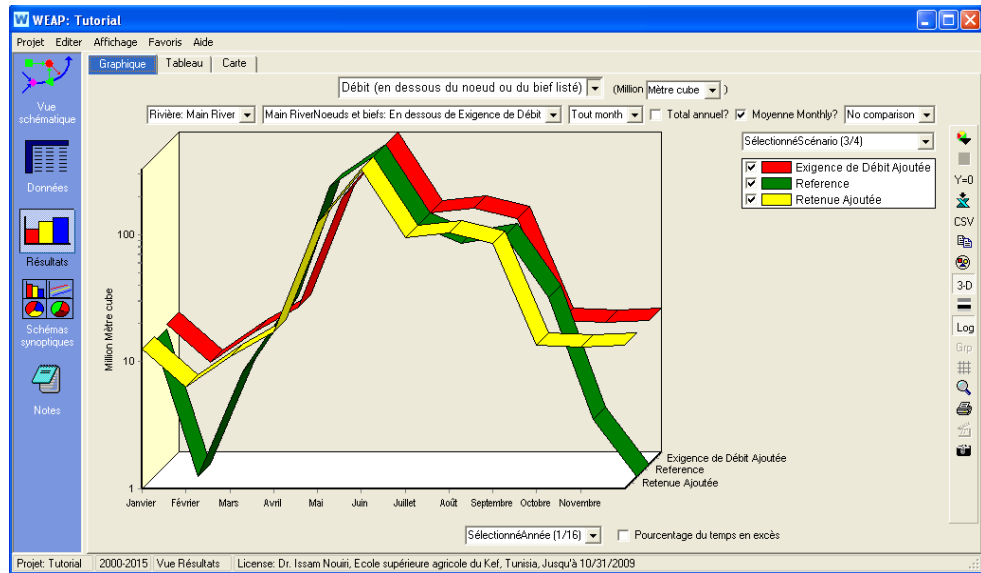 WEAP: Tutorial
Projet Editer Affichage Favoris Aide
Graphique Tableau Carte
Débit (en dessous du noeud ou du bief listé) (Million Mètre cube )
Rivière: Main River Main RiverNoeuds et biefs: En dessous de Exigence de Débit Tout month Total annuel? Moyenne Monthly? No comparison
SélectionnéScénario (3/4)
Exigence de Débit Ajoutée
Reference
Retenue Ajoutée
Vue schématique
Données
Résultats
Schémas synoptiques
Notes
Y=0
CSV
3-D
Log
Grp
Million Mètre cube
100
10
1
Janvier Février Mars Avril Mai Juin Juillet Août Septembre Octobre Novembre
Exigence de Débit Ajoutée
Reference
Retenue Ajoutée
SélectionnéAnnée (1/16) Pourcentage du temps en excès
Projet: Tutorial 2000-2015 Vue Résultats License: Dr. Issam Nouiri, Ecole supérieure agricole du Kef, Tunisia, Jusqu'à 10/31/2009